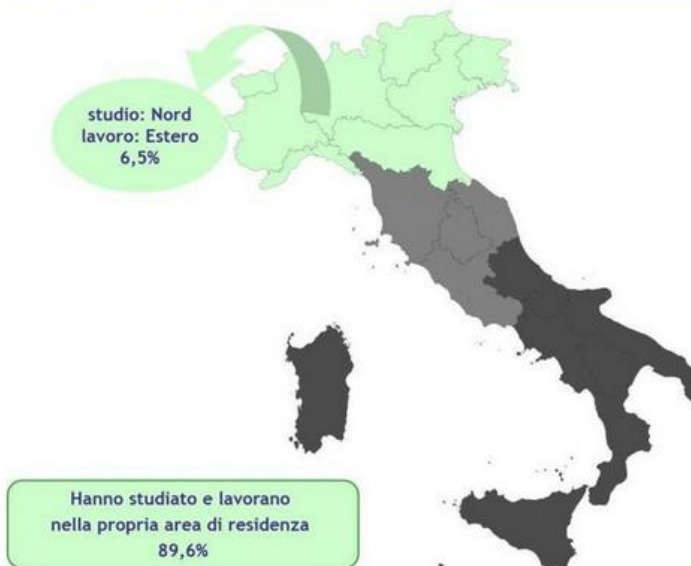 studio: Nord
lavoro: Estero
6,5%
Hanno studiato e lavorano
nella propria area di residenza
89,6%